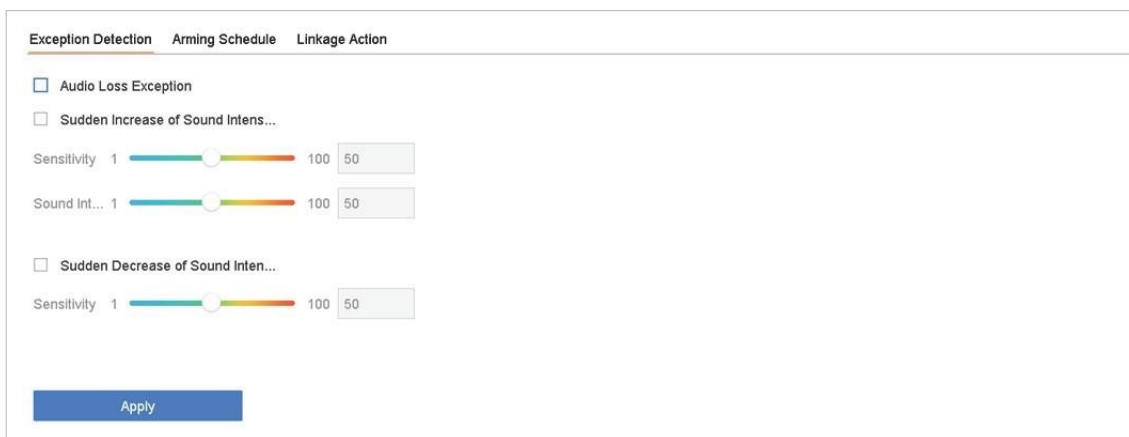 Exception Detection Arming Schedule Linkage Action
Audio Loss Exception
Sudden Increase of Sound Intens...
Sensitivity 1 100 50
Sound Int... 1 100 50
Sudden Decrease of Sound Inten...
Sensitivity 1 100 50
Apply